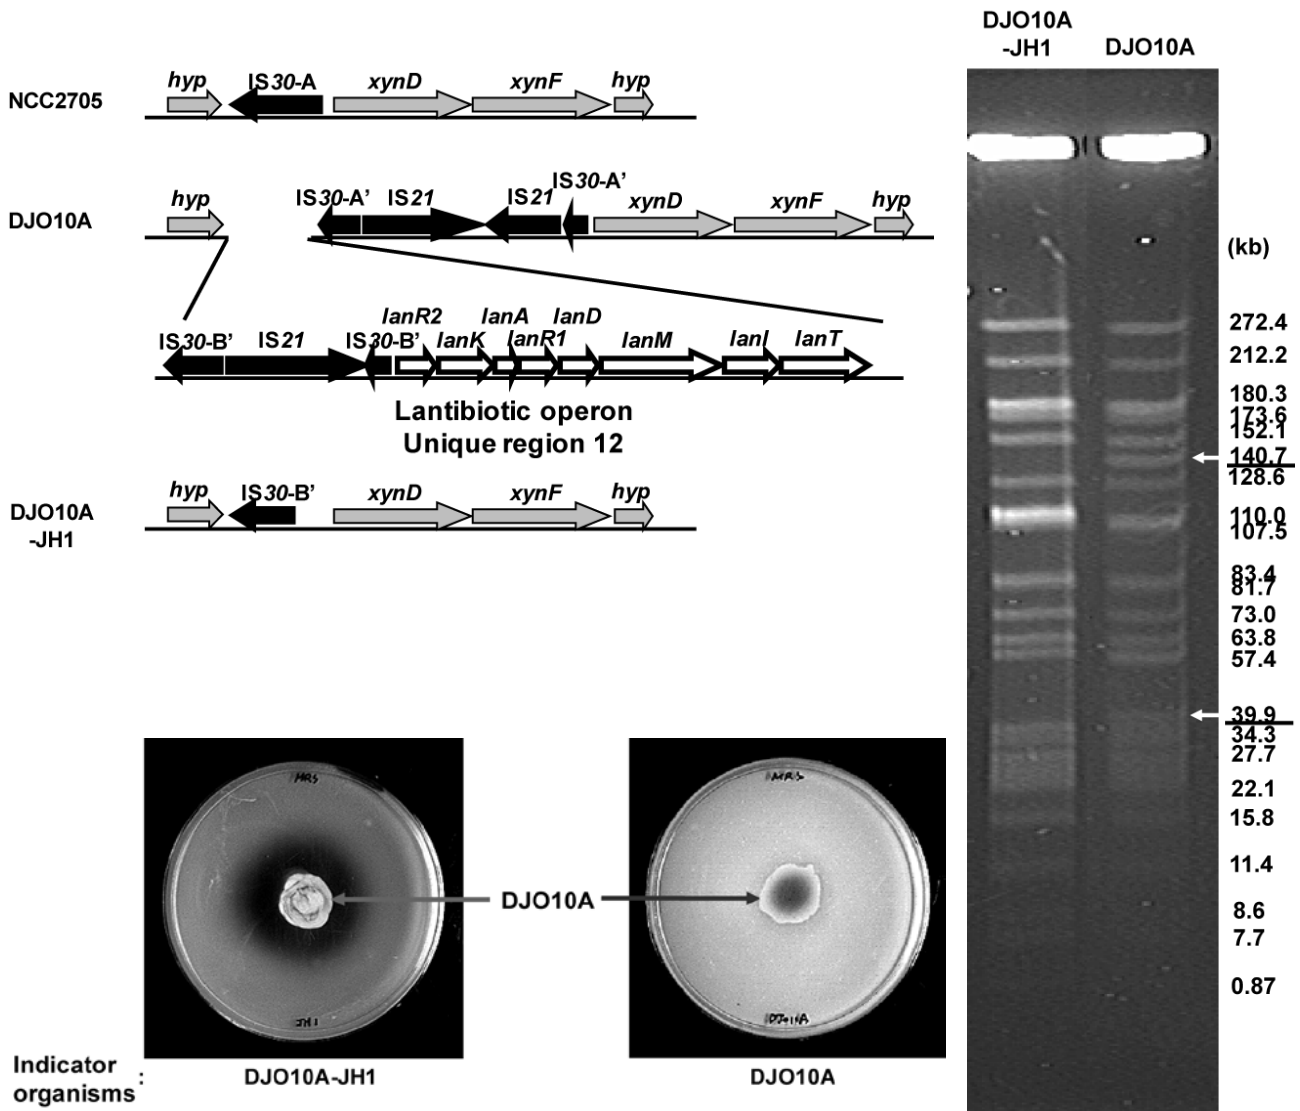 NCC2705
hyp
IS30-A
xynD
xynF
hyp
DJO10A
hyp
IS30-A'
IS21
IS21
IS30-A'
xynD
xynF
hyp
IS30-B'
IS21
IS30-B'
lanR2
lanK
lanA
lanR1
lanD
lanM
lanI
lanT
Lantibiotic operon
Unique region 12
DJO10A
-JH1
hyp
IS30-B'
xynD
xynF
hyp
DJO10A
-JH1
DJO10A
(kb)
272.4
212.2
180.3
173.6
152.1
140.7
128.6
110.0
107.5
83.4
81.7
73.0
63.8
57.4
39.9
34.3
27.7
22.1
15.8
11.4
8.6
7.7
0.87
MRS
JH1
DJO10A
MRS
DJO10A
Indicator
organisms :
DJO10A-JH1
DJO10A